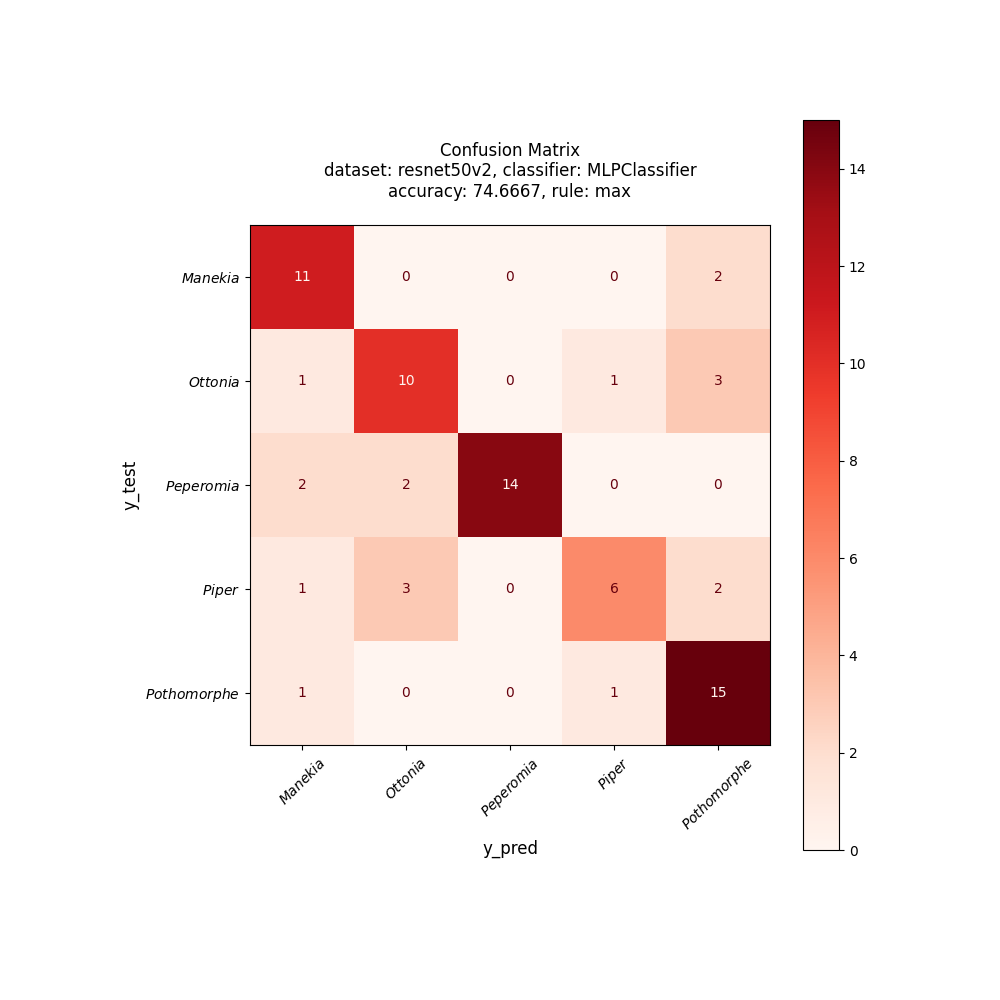 Confusion Matrix
dataset: resnet50v2, classifier: MLPClassifier
accuracy: 74.6667, rule: max
Manekia 11 0 0 0 2
Ottonia 1 10 0 1 3
Peperomia 2 2 14 0 0
Piper 1 3 0 6 2
Pothomorphe 1 0 0 1 15
Manekia Ottonia Peperomia Piper Pothomorphe
y_pred
y_test
14
12
10
8
6
4
2
0